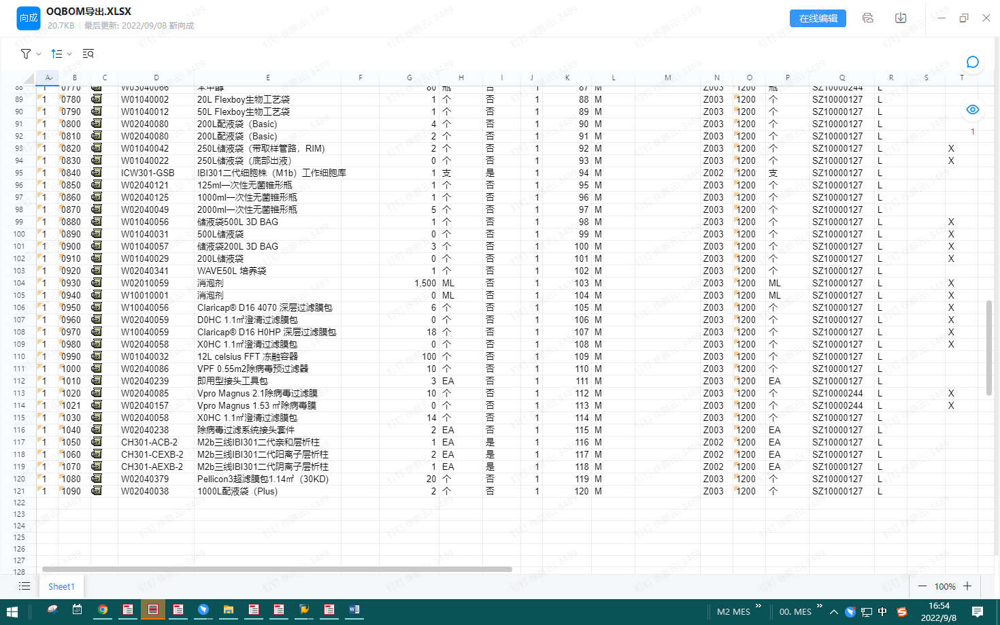 向成
OQBOM导出.XLSX
20.7KB 最后更新: 2022/09/08 靳向成
在线编辑
A B C D E F G H I J K L M N O P Q R S T
88 1 0770 W03040066 苯甲醇 80 瓶 否 1 87 M Z003 1200 瓶 SZ10000244 L
89 1 0780 W01040002 20L Flexboy生物工艺袋 1 个 否 1 88 M Z003 1200 个 SZ10000127 L
90 1 0790 W01040012 50L Flexboy生物工艺袋 1 个 否 1 89 M Z003 1200 个 SZ10000127 L
91 1 0800 W02040080 200L配液袋（Basic) 4 个 否 1 90 M Z003 1200 个 SZ10000127 L
92 1 0810 W02040080 200L配液袋（Basic) 2 个 否 1 91 M Z003 1200 个 SZ10000127 L
1
93 1 0820 W01040042 250L储液袋（带取样管路，RIM) 2 个 否 1 92 M Z003 1200 个 SZ10000127 L X
94 1 0830 W01040022 250L储液袋（底部出液） 0 个 否 1 93 M Z003 1200 个 SZ10000127 L X
95 1 0840 ICW301-GSB IBI301二代细胞株（M1b）工作细胞库 1 支 是 1 94 M Z002 1200 支 SZ10000127 L
96 1 0850 W02040121 125ml一次性无菌锥形瓶 1 个 否 1 95 M Z003 1200 个 SZ10000127 L
97 1 0860 W02040125 1000ml一次性无菌锥形瓶 1 个 否 1 96 M Z003 1200 个 SZ10000127 L
98 1 0870 W02040049 2000ml一次性无菌锥形瓶 5 个 否 1 97 M Z003 1200 个 SZ10000127 L
99 1 0880 W01040056 储液袋500L 3D BAG 1 个 否 1 98 M Z003 1200 个 SZ10000127 L X
100 1 0890 W01040031 500L储液袋 0 个 否 1 99 M Z003 1200 个 SZ10000127 L X
101 1 0900 W01040057 储液袋200L 3D BAG 3 个 否 1 100 M Z003 1200 个 SZ10000127 L X
102 1 0910 W01040029 200L储液袋 0 个 否 1 101 M Z003 1200 个 SZ10000127 L X
103 1 0920 W02040341 WAVE50L 培养袋 1 个 否 1 102 M Z003 1200 个 SZ10000127 L
104 1 0930 W02010059 消泡剂 1,500 ML 否 1 103 M Z003 1200 ML SZ10000127 L X
105 1 0940 W10010001 消泡剂 0 ML 否 1 104 M Z003 1200 ML SZ10000127 L X
106 1 0950 W10040056 Claricap® D16 4070 深层过滤膜包 6 个 否 1 105 M Z003 1200 个 SZ10000127 L X
107 1 0960 W02040059 D0HC 1.1㎡澄清过滤膜包 0 个 否 1 106 M Z003 1200 个 SZ10000127 L X
108 1 0970 W10040059 Claricap® D16 H0HP 深层过滤膜包 18 个 否 1 107 M Z003 1200 个 SZ10000127 L X
109 1 0980 W02040058 X0HC 1.1㎡澄清过滤膜包 0 个 否 1 108 M Z003 1200 个 SZ10000127 L X
110 1 0990 W01040032 12L celsius FFT 冻融容器 100 个 否 1 109 M Z003 1200 个 SZ10000127 L
111 1 1000 W02040086 VPF 0.55m2除病毒预过滤器 10 个 否 1 110 M Z003 1200 个 SZ10000127 L
112 1 1010 W02040239 即用型接头工具包 3 EA 否 1 111 M Z003 1200 EA SZ10000127 L
113 1 1020 W02040085 Vpro Magnus 2.1除病毒过滤膜 10 个 否 1 112 M Z003 1200 个 SZ10000244 L X
114 1 1021 W02040157 Vpro Magnus 1.53 ㎡除病毒膜 0 个 否 1 113 M Z003 1200 个 SZ10000244 L X
115 1 1030 W02040058 X0HC 1.1㎡澄清过滤膜包 14 个 否 1 114 M Z003 1200 个 SZ10000127 L
116 1 1040 W02040238 除病毒过滤系统接头套件 2 EA 否 1 115 M Z003 1200 EA SZ10000127 L
117 1 1050 CH301-ACB-2 M2b三线IBI301二代亲和层析柱 1 EA 是 1 116 M Z002 1200 EA SZ10000127 L
118 1 1060 CH301-CEXB-2 M2b三线IBI301二代阳离子层析柱 2 EA 是 1 117 M Z002 1200 EA SZ10000127 L
119 1 1070 CH301-AEXB-2 M2b三线IBI301二代阴离子层析柱 1 EA 是 1 118 M Z002 1200 EA SZ10000127 L
120 1 1080 W02040379 Pellicon3超滤膜包1.14㎡（30KD) 20 个 否 1 119 M Z003 1200 个 SZ10000127 L
121 1 1090 W02040038 1000L配液袋（Plus) 2 个 否 1 120 M Z003 1200 个 SZ10000127 L
122
123
124
125
126
127
128
Sheet1
100%
M2 MES
00. MES
中
16:54
2022/9/8